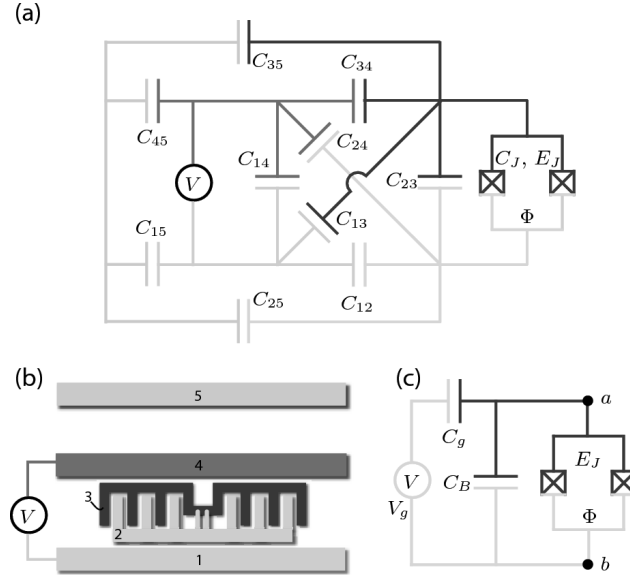 (a)
C35
C34
C45
C24
C14
CJ, EJ
V
C23
C13
Φ
C15
C12
C25
(b)
5
4
3
2
V
1
(c)
a
Cg
EJ
V
CB
Vg
Φ
b